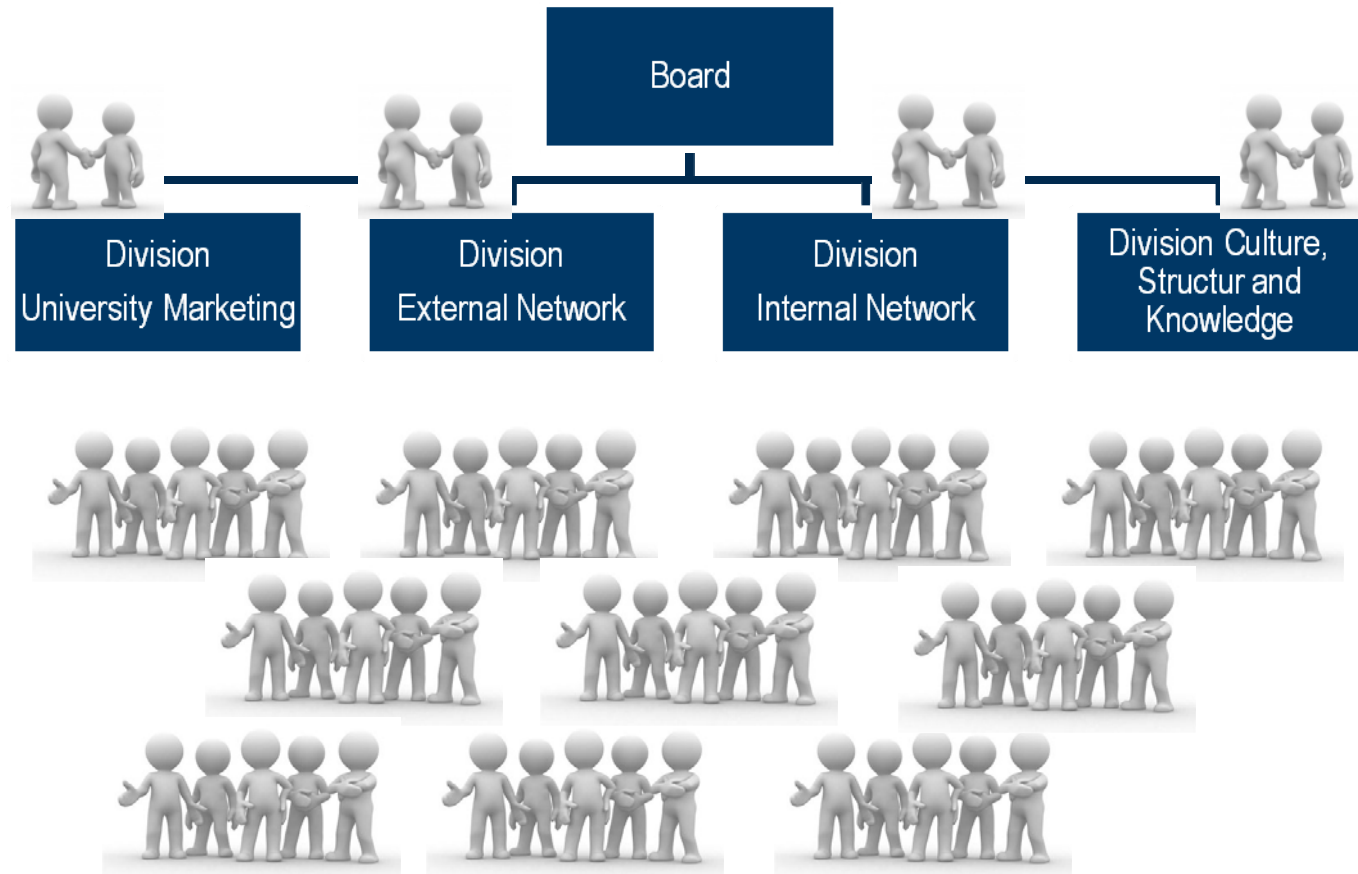 Board
Division
University Marketing
Division
External Network
Division
Internal Network
Division Culture,
Structur and
Knowledge